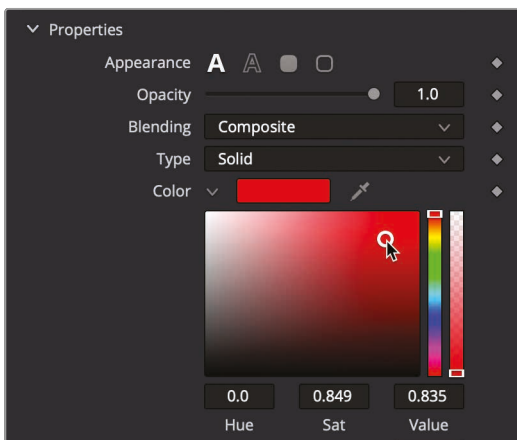 Properties
Appearance A A
Opacity 1.0
Blending Composite
Type Solid
Color
0.0 0.849 0.835
Hue Sat Value